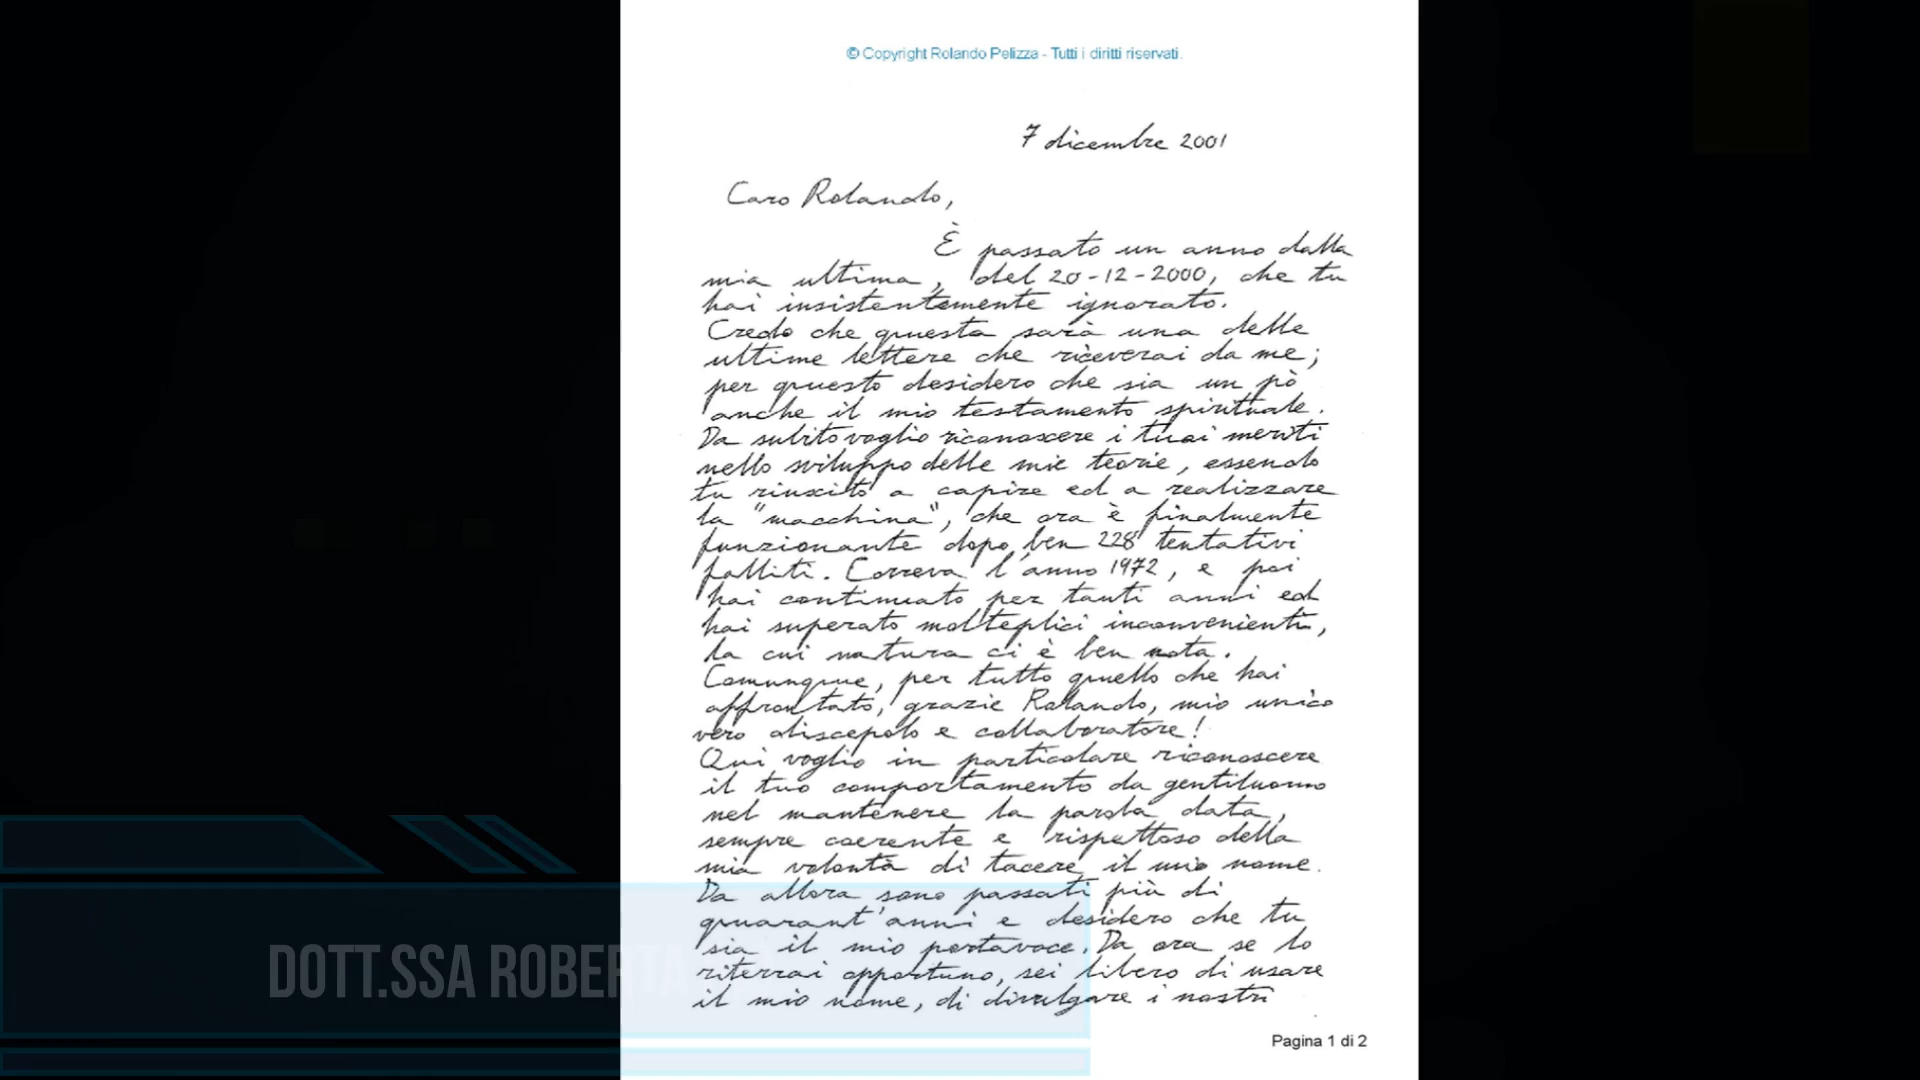 © Copyright Rolando Pelizza - Tutti i diritti riservati.
7 dicembre 2001
Caro Rolando,
È passato un anno dalla
mia ultima, del 20-12-2000, che tu
hai insistentemente ignorato.
Credo che questa sarà una delle
ultime lettere che riceverai da me;
per questo desidero che sia un pò
anche il mio testamento spirituale.
Da subito voglio riconoscere i tuoi meriti
nello sviluppo delle mie teorie, essendo
tu riuscito a capire ed a realizzare
la "macchina", che ora è finalmente
funzionante dopo ben 228 tentativi
falliti. Correva l'anno 1972, e poi
hai continuato per tanti anni ed
hai superato molteplici inconvenienti,
la cui natura ci è ben nota.
Comunque, per tutto quello che hai
affrontato, grazie Rolando, mio unico
vero discepolo e collaboratore!
Qui voglio in particolare riconoscere
il tuo comportamento da gentiluomo
nel mantenere la parola data,
sempre coerente e rispettoso della
mia volontà di tacere il mio nome.
Da allora sono passati più di
quarant'anni e desidero che tu
sia il mio portavoce. Da ora se lo
riterrai opportuno, sei libero di usare
il mio nome, di divulgare i nostri
Pagina 1 di 2
DOTT.SSA ROBERTA